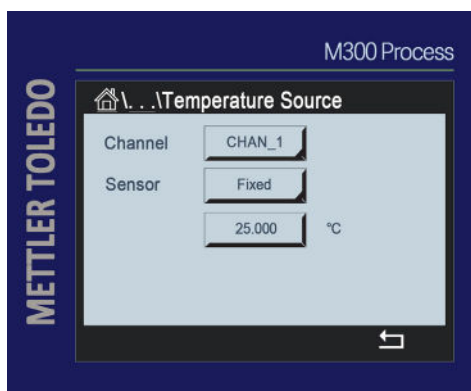 M300 Process
METTLER TOLEDO
\. . .\Temperature Source
Channel CHAN_1
Sensor Fixed
25.000 °C